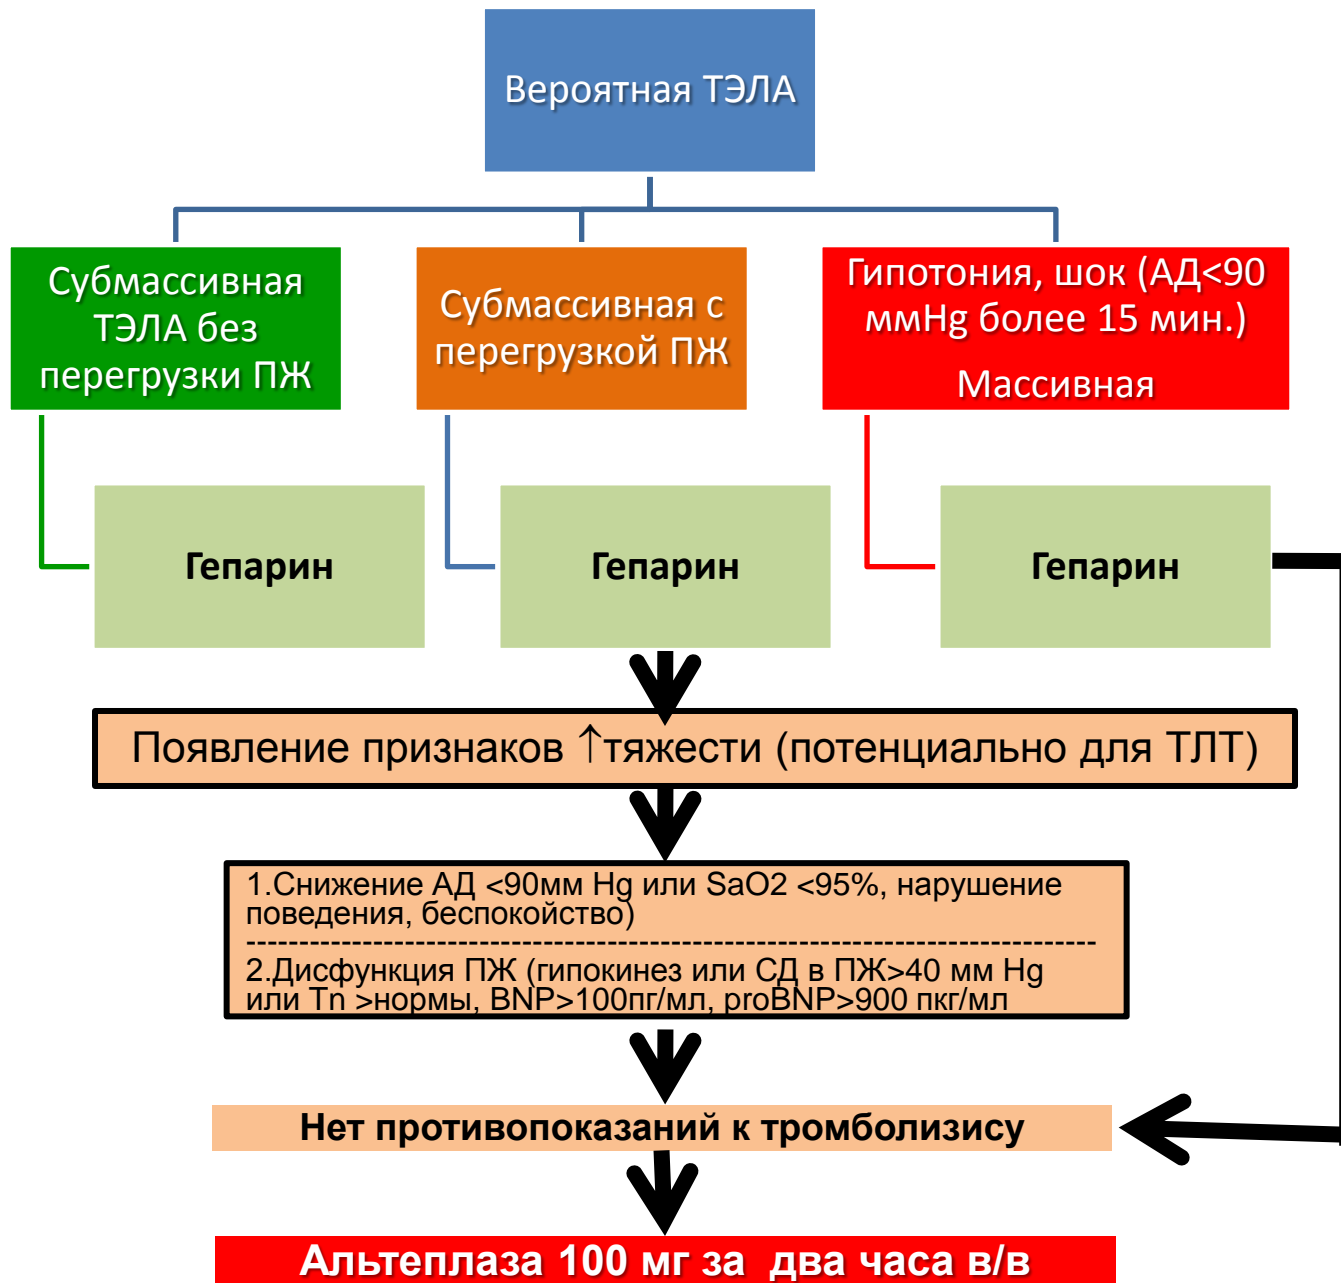 Вероятная ТЭЛА
Субмассивная
ТЭЛА без
перегрузки ПЖ
Субмассивная с
перегрузкой ПЖ
Гипотония, шок (АД<90
ммHg более 15 мин.)
Массивная
Гепарин
Гепарин
Гепарин
Появление признаков ↑тяжести (потенциально для ТЛТ)
1.Снижение АД <90мм Hg или SaO2 <95%, нарушение
поведения, беспокойство)
--------------------------------------------------------------------------------
2.Дисфункция ПЖ (гипокинез или СД в ПЖ>40 мм Hg
или Tn >нормы, BNP>100пг/мл, proBNP>900 пкг/мл
Нет противопоказаний к тромболизису
Альтеплаза 100 мг за два часа в/в